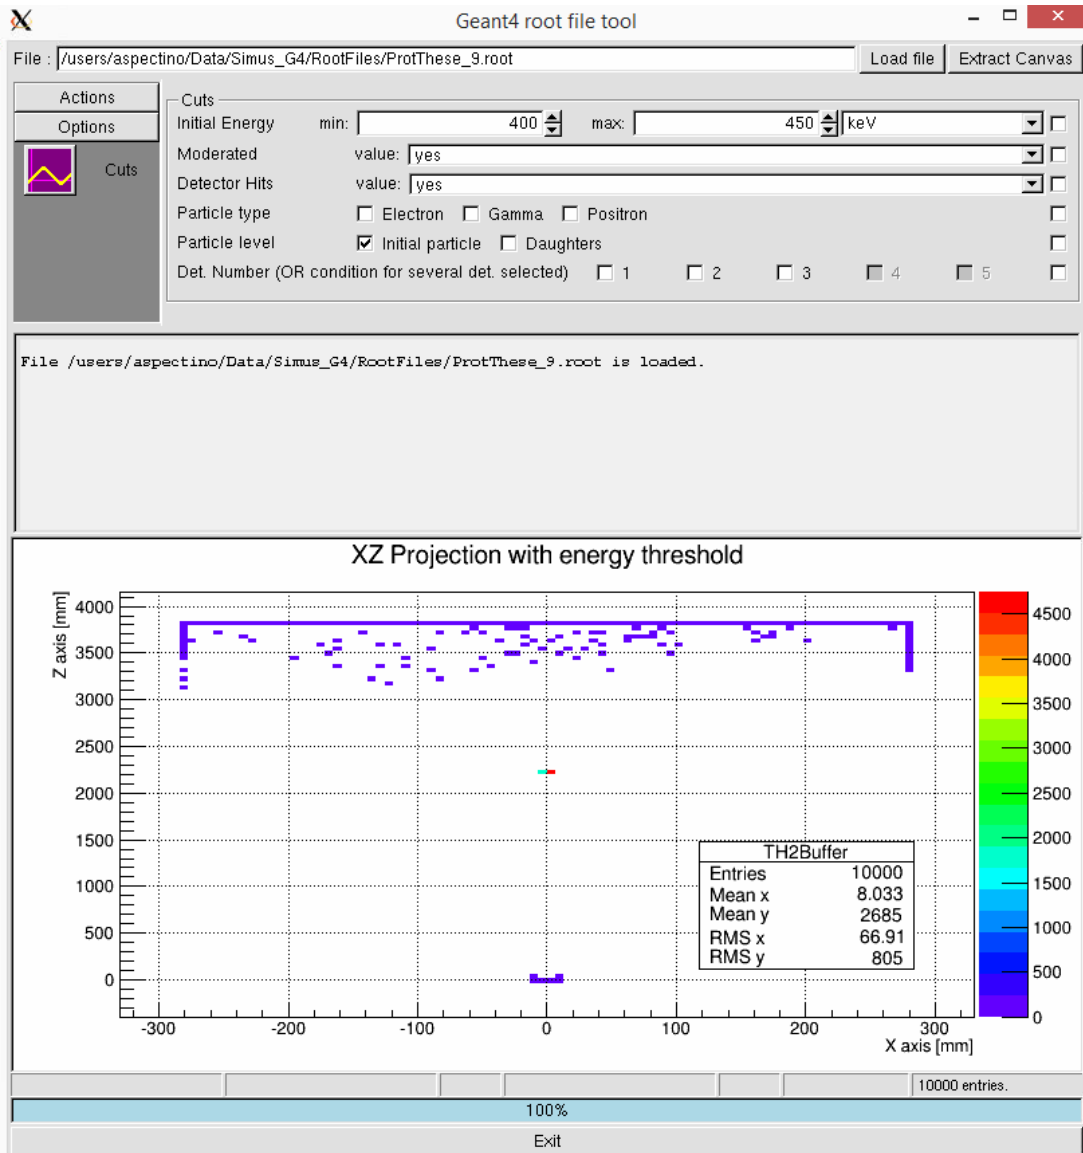 Geant4 root file tool
File : /users/aspectino/Data/Simus_G4/RootFiles/ProtThese_9.root Load file Extract Canvas
Actions
Options
Cuts
Cuts
Initial Energy min: 400 max: 450 keV
Moderated value: yes
Detector Hits value: yes
Particle type Electron Gamma Positron
Particle level Initial particle Daughters
Det. Number (OR condition for several det. selected) 1 2 3 4 5
File /users/aspectino/Data/Simus_G4/RootFiles/ProtThese_9.root is loaded.
XZ Projection with energy threshold
Z axis [mm]
4000
3500
3000
2500
2000
1500
1000
500
0
-300 -200 -100 0 100 200 300
X axis [mm]
TH2Buffer
Entries 10000
Mean x 8.033
Mean y 2685
RMS x 66.91
RMS y 805
4500
4000
3500
3000
2500
2000
1500
1000
500
0
10000 entries.
100%
Exit